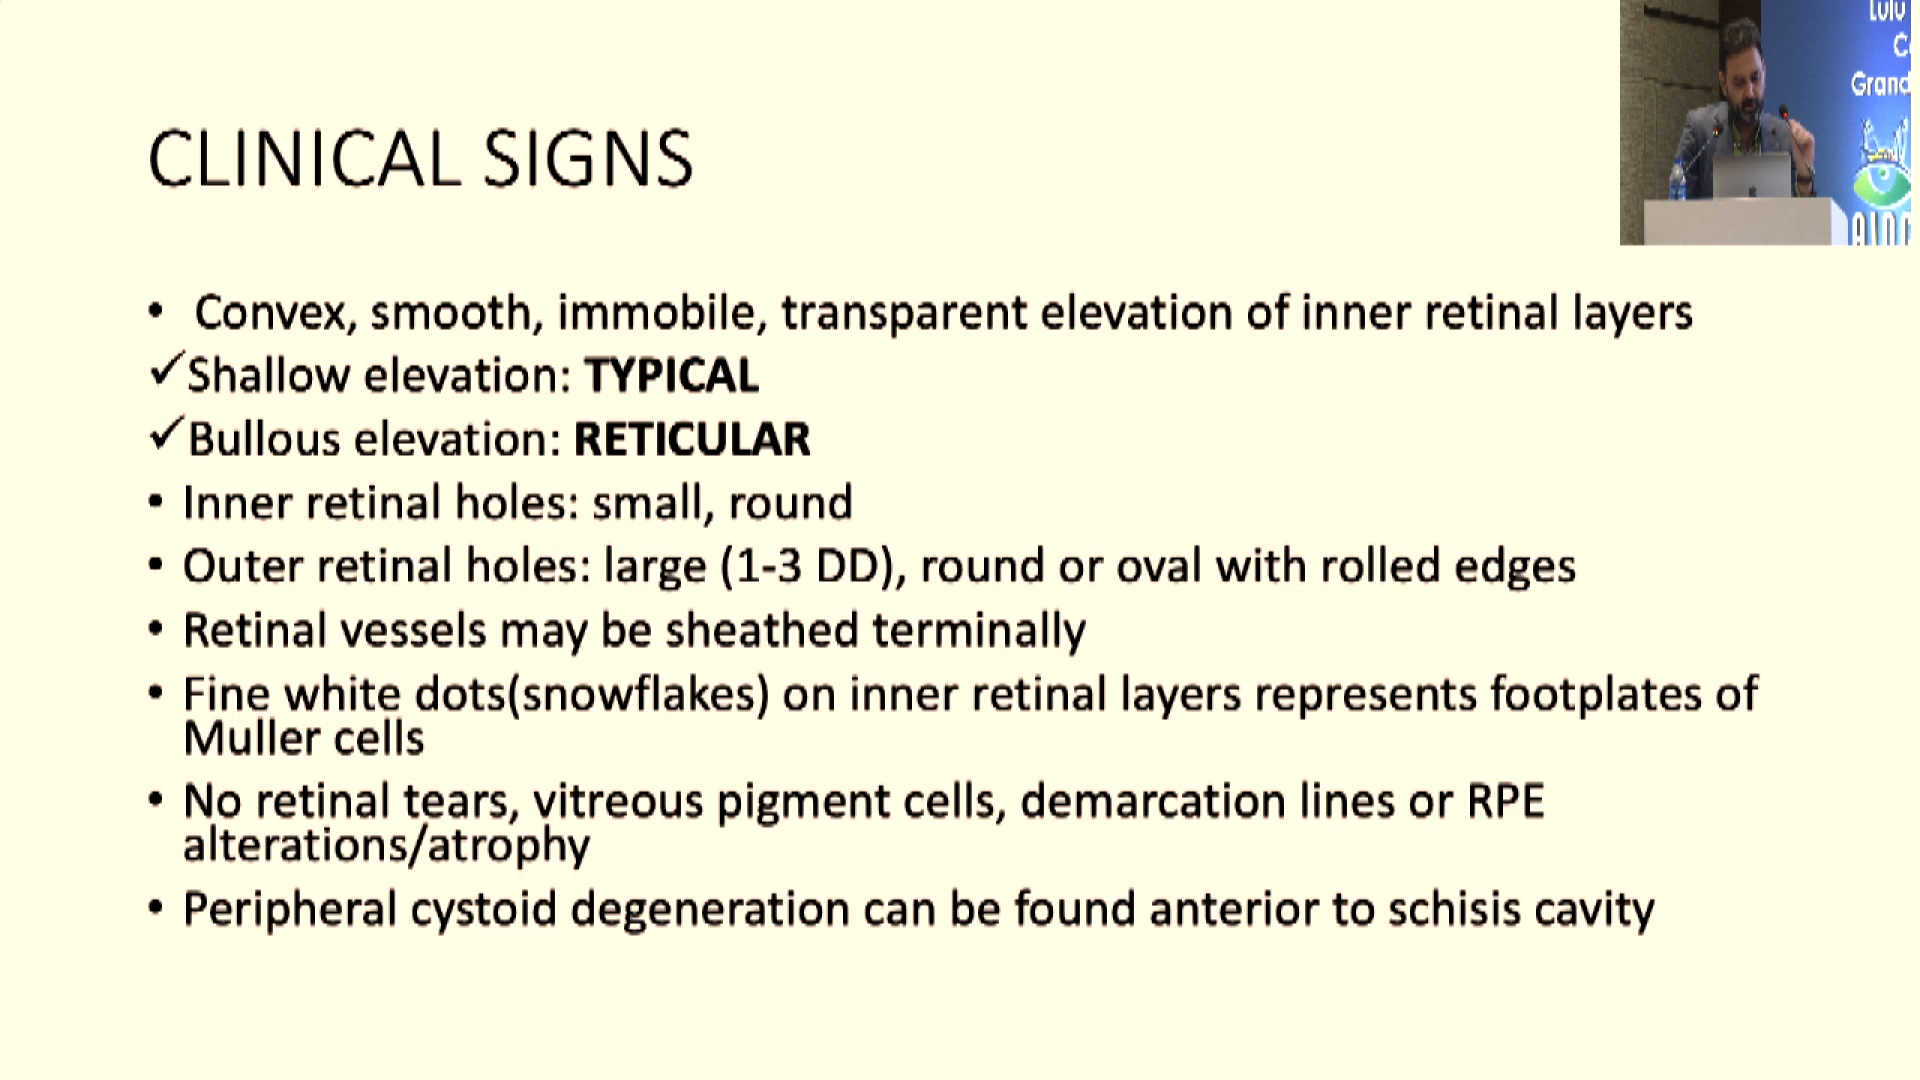 Lulu
Grand
CLINICAL SIGNS
• Convex, smooth, immobile, transparent elevation of inner retinal layers
✓Shallow elevation: TYPICAL
✓Bullous elevation: RETICULAR
• Inner retinal holes: small, round
• Outer retinal holes: large (1-3 DD), round or oval with rolled edges
• Retinal vessels may be sheathed terminally
• Fine white dots(snowflakes) on inner retinal layers represents footplates of
Muller cells
• No retinal tears, vitreous pigment cells, demarcation lines or RPE
alterations/atrophy
• Peripheral cystoid degeneration can be found anterior to schisis cavity